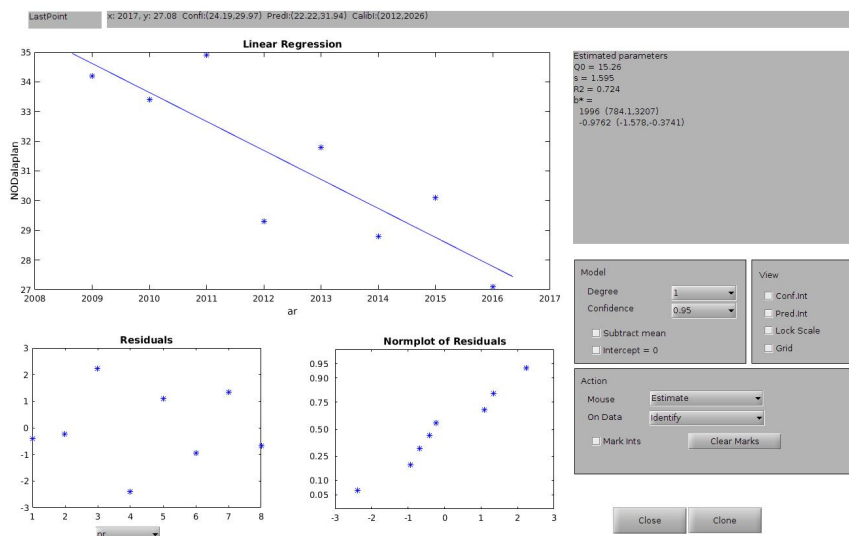 LastPoint
x: 2017, y: 27.08 ConfI:(24.19,29.97) PredI:(22.22,31.94) CalibI:(2012,2026)
Linear Regression
35
34
33
32
31
30
29
28
27
NODalaplan
2008 2009 2010 2011 2012 2013 2014 2015 2016 2017
ar
Estimated parameters
Q0 = 15.26
s = 1.595
R2 = 0.724
b* =
1996 (784.1,3207)
-0.9762 (-1.578,-0.3741)
Model
Degree 1
Confidence 0.95
Subtract mean
Intercept = 0
View
Conf.Int
Pred.Int
Lock Scale
Grid
Residuals
3
2
1
0
-1
-2
-3
1 2 3 4 5 6 7 8
nr
Normplot of Residuals
0.95
0.90
0.75
0.50
0.25
0.10
0.05
-3 -2 -1 0 1 2 3
Action
Mouse Estimate
On Data Identify
Mark Ints Clear Marks
Close Clone